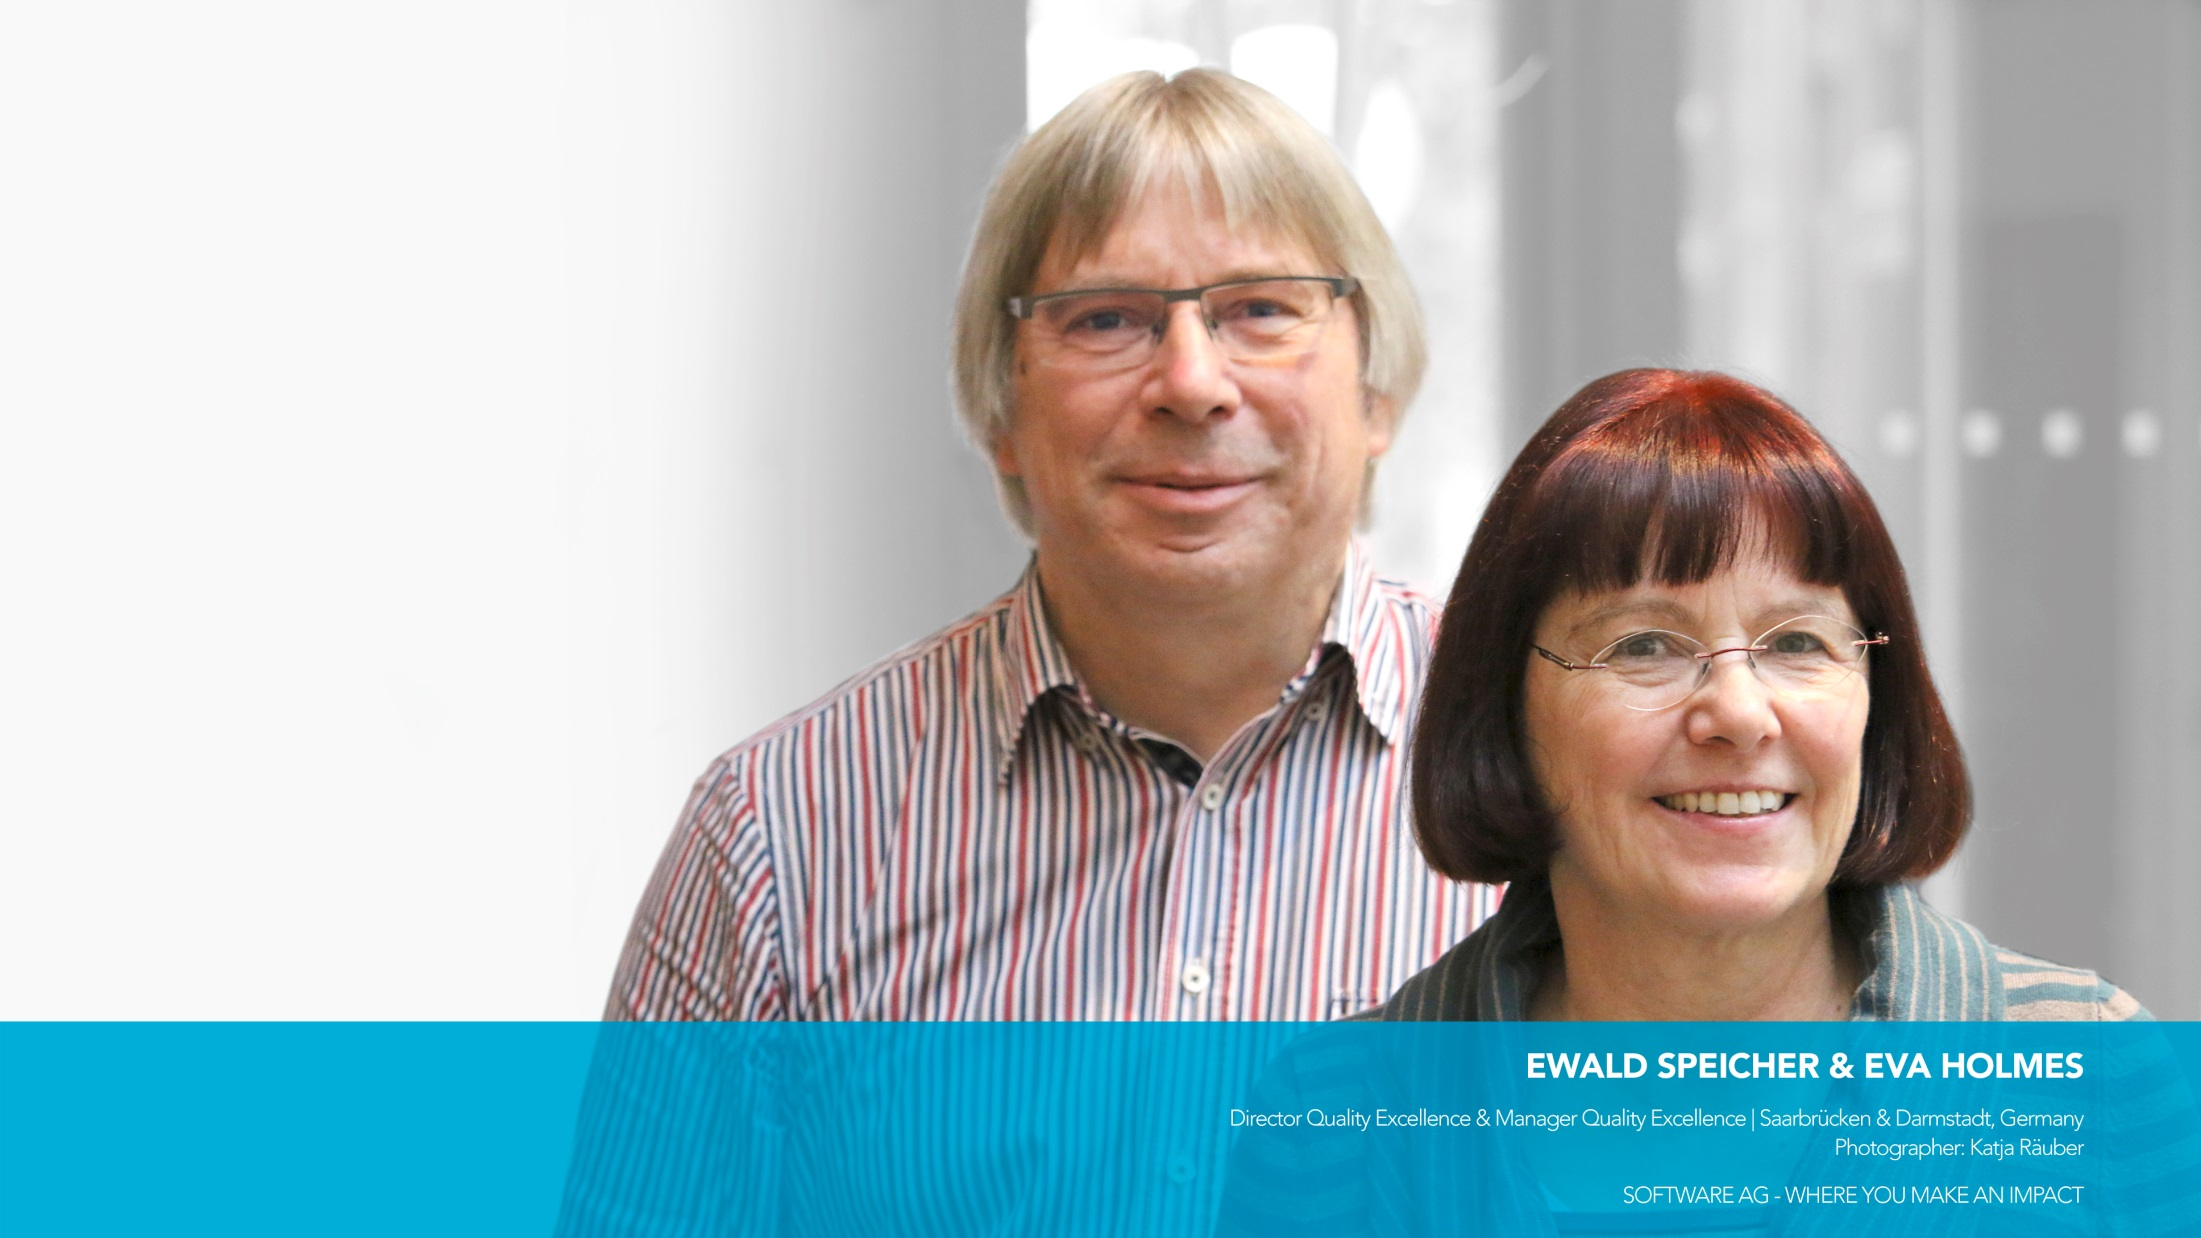 EWALD SPEICHER & EVA HOLMES
Director Quality Excellence & Manager Quality Excellence | Saarbrücken & Darmstadt, Germany
Photographer: Katja Räuber
SOFTWARE AG - WHERE YOU MAKE AN IMPACT